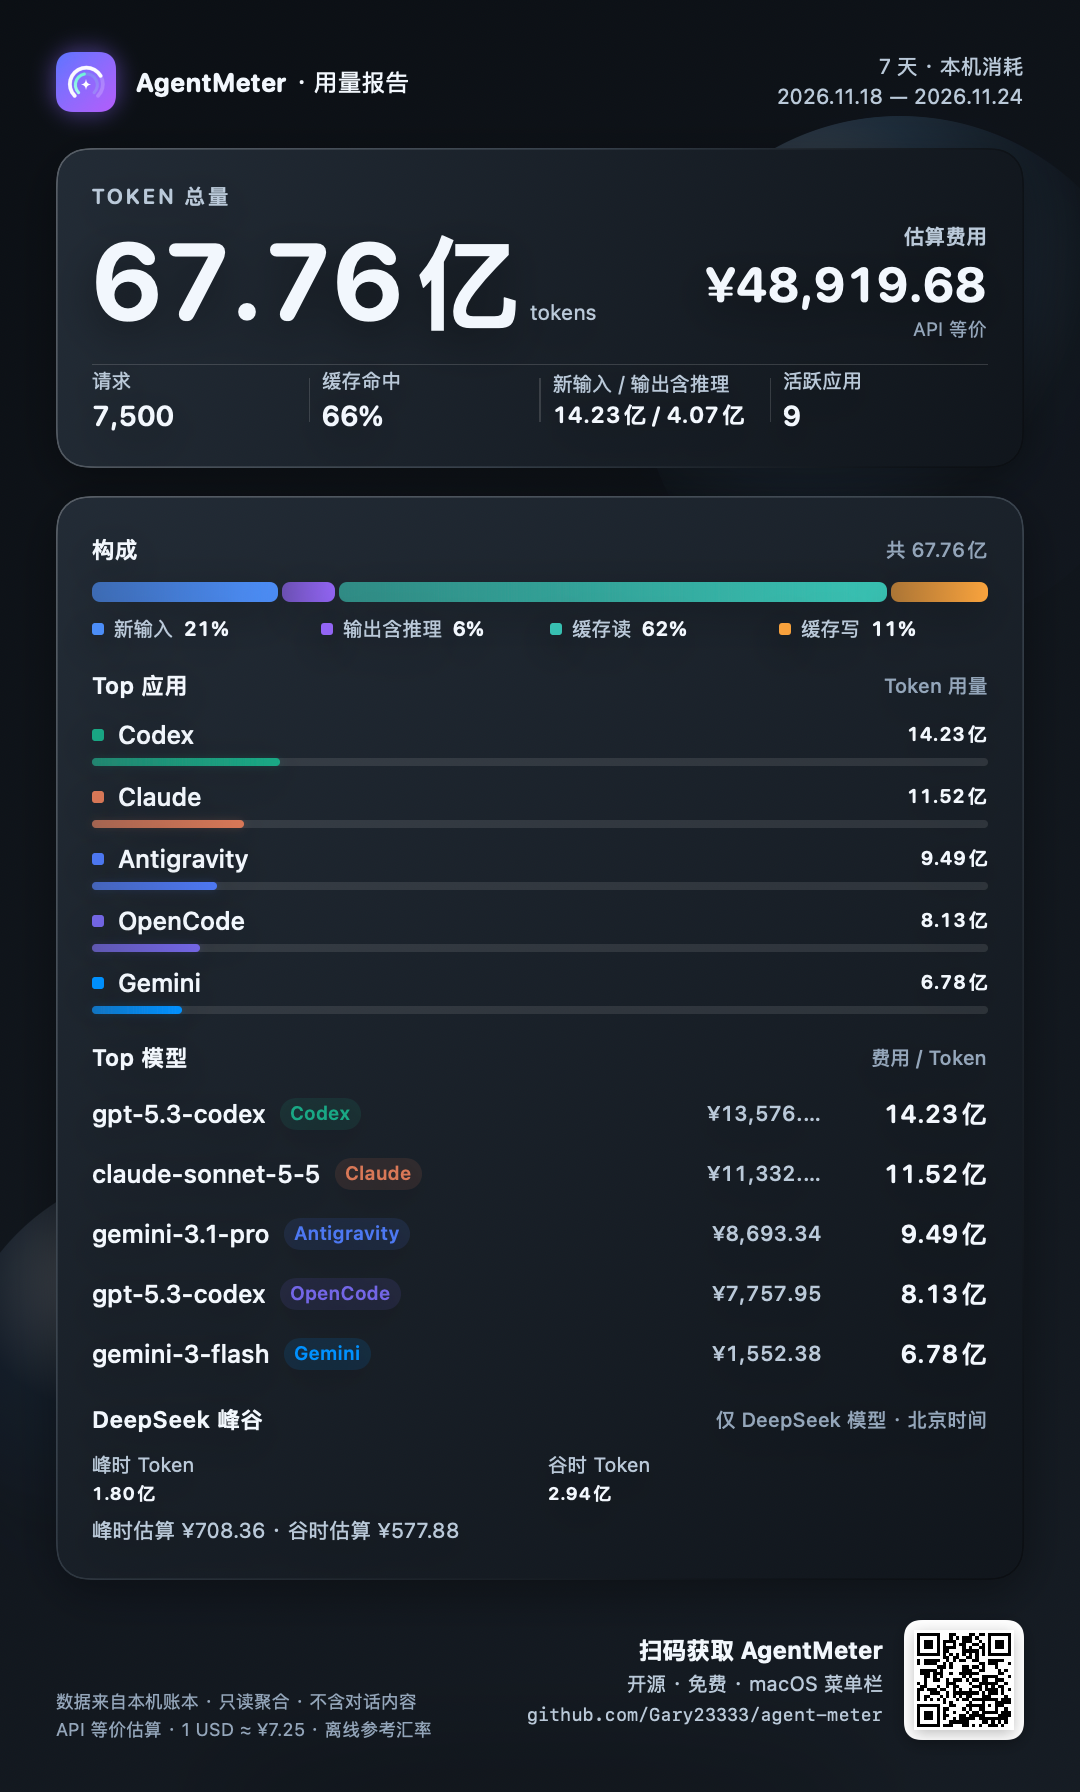 AgentMeter · 用量报告
7 天 · 本机消耗
2026.11.18 — 2026.11.24
TOKEN 总量
67.76亿 tokens
估算费用
¥48,919.68
API 等价
请求
7,500
缓存命中
66%
新输入 / 输出含推理
14.23亿 / 4.07亿
活跃应用
9
构成
共 67.76亿
新输入 21%
输出含推理 6%
缓存读 62%
缓存写 11%
Top 应用
Token 用量
Codex
14.23亿
Claude
11.52亿
Antigravity
9.49亿
OpenCode
8.13亿
Gemini
6.78亿
Top 模型
费用 / Token
gpt-5.3-codex Codex ¥13,576.... 14.23亿
claude-sonnet-5-5 Claude ¥11,332.... 11.52亿
gemini-3.1-pro Antigravity ¥8,693.34 9.49亿
gpt-5.3-codex OpenCode ¥7,757.95 8.13亿
gemini-3-flash Gemini ¥1,552.38 6.78亿
DeepSeek 峰谷
仅 DeepSeek 模型 · 北京时间
峰时 Token
1.80亿
谷时 Token
2.94亿
峰时估算 ¥708.36 · 谷时估算 ¥577.88
扫码获取 AgentMeter
开源 · 免费 · macOS 菜单栏
github.com/Gary23333/agent-meter
数据来自本机账本 · 只读聚合 · 不含对话内容
API 等价估算 · 1 USD ≈ ¥7.25 · 离线参考汇率